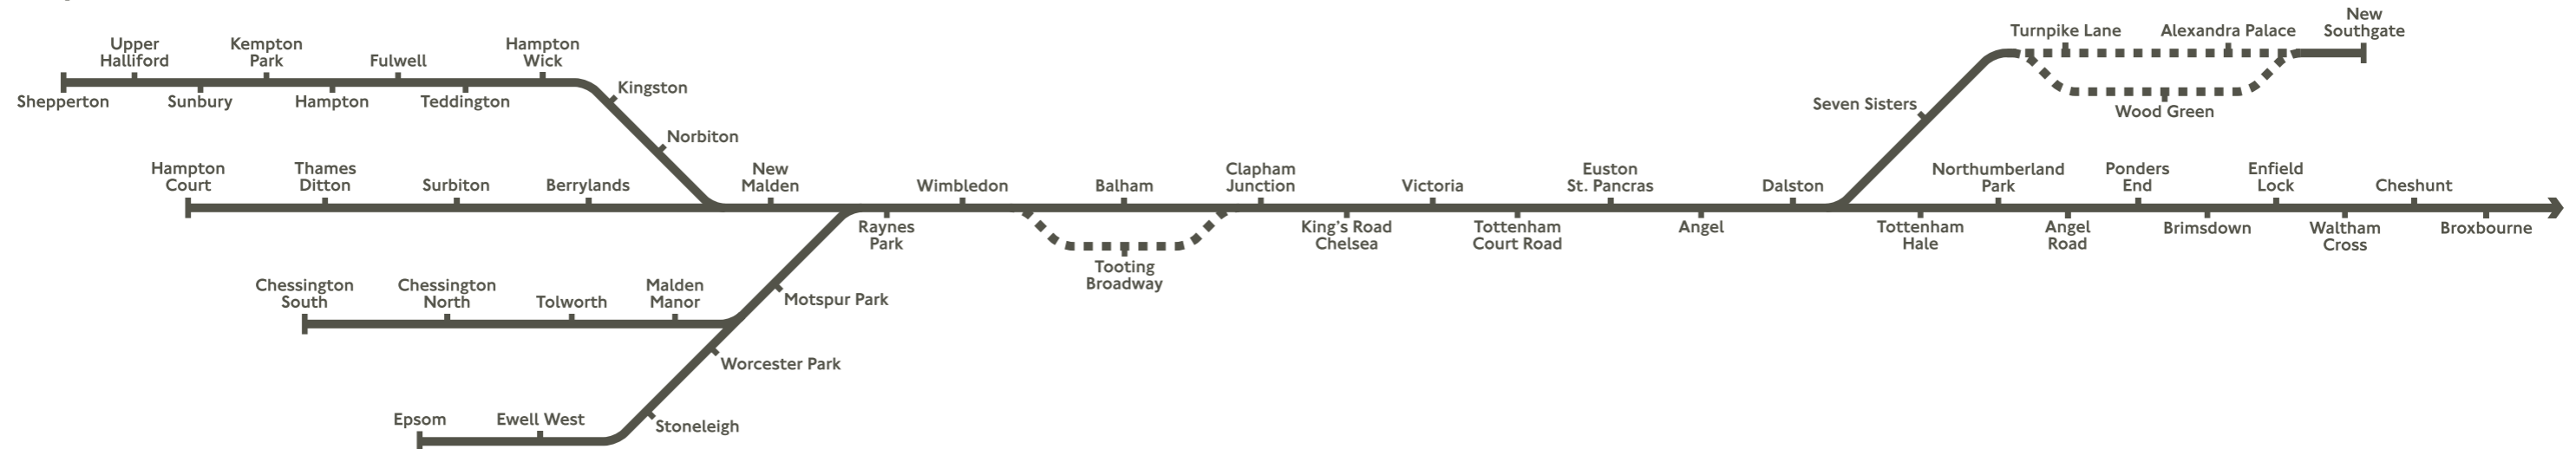 New
Southgate
Turnpike Lane
Alexandra Palace
Upper
Halliford
Kempton
Park
Fulwell
Hampton
Wick
Kingston
Shepperton
Sunbury
Hampton
Teddington
Seven Sisters
Wood Green
Norbiton
Hampton
Court
Thames
Ditton
Surbiton
Berrylands
New
Malden
Wimbledon
Balham
Clapham
Junction
Victoria
Euston
St. Pancras
Dalston
Northumberland
Park
Ponders
End
Enfield
Lock
Cheshunt
Raynes
Park
King's Road
Chelsea
Tottenham
Court Road
Angel
Tottenham
Hale
Angel
Road
Brimsdown
Waltham
Cross
Broxbourne
Tooting
Broadway
Chessington
South
Chessington
North
Tolworth
Malden
Manor
Motspur Park
Worcester Park
Epsom
Ewell West
Stoneleigh